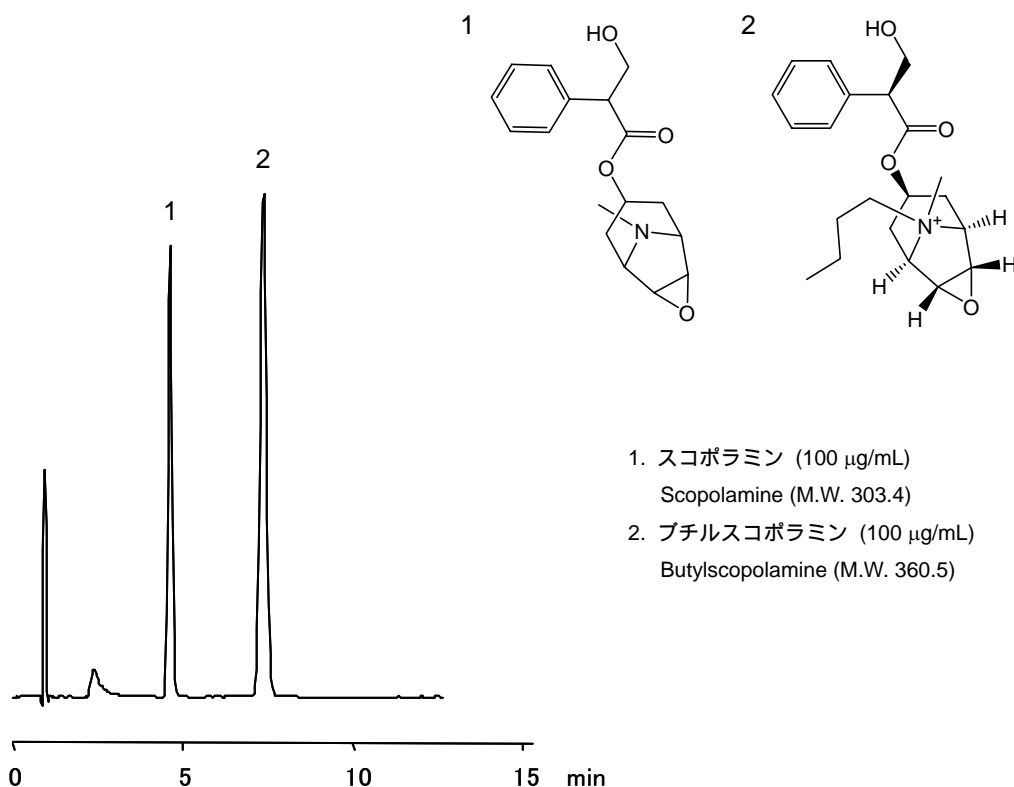 1
HO
O
O
N
O
2
HO
O
O
N+
H
H
H
H
O
1
2
1. スコポラミン (100 μg/mL)
Scopolamine (M.W. 303.4)
2. ブチルスコポラミン (100 μg/mL)
Butylscopolamine (M.W. 360.5)
0 5 10 15 min